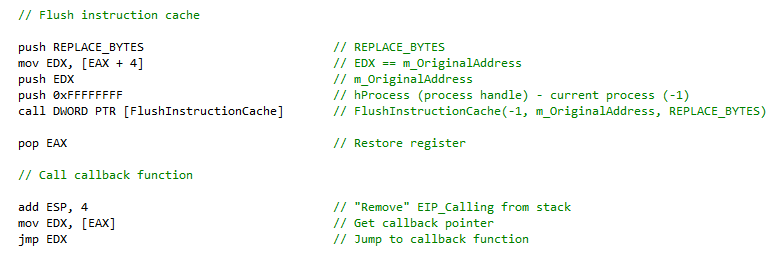 // Flush instruction cache
push REPLACE_BYTES // REPLACE_BYTES
mov EDX, [EAX + 4] // EDX == m_OriginalAddress
push EDX // m_OriginalAddress
push 0xFFFFFFFF // hProcess (process handle) - current process (-1)
call DWORD PTR [FlushInstructionCache] // FlushInstructionCache(-1, m_OriginalAddress, REPLACE_BYTES)
pop EAX // Restore register
// Call callback function
add ESP, 4 // "Remove" EIP_Calling from stack
mov EDX, [EAX] // Get callback pointer
jmp EDX // Jump to callback function